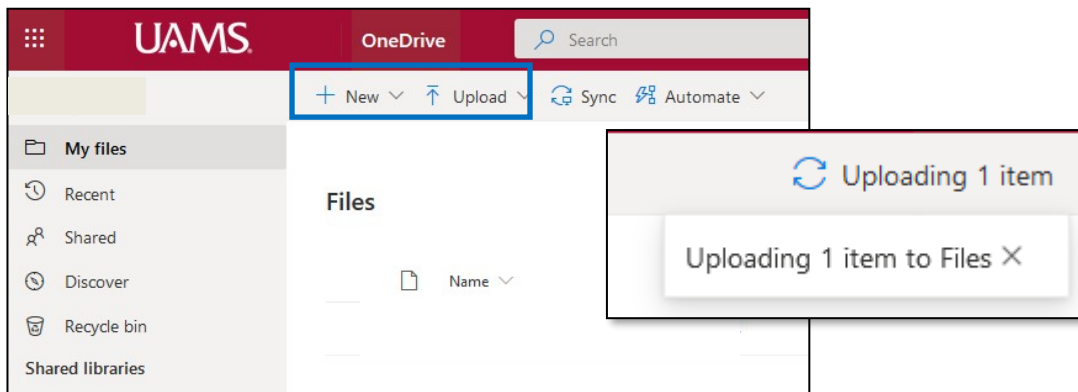 UAMS. OneDrive Search
New Upload Sync Automate
My files
Recent
Shared
Discover
Recycle bin
Shared libraries
Files
Name
Uploading 1 item
Uploading 1 item to Files